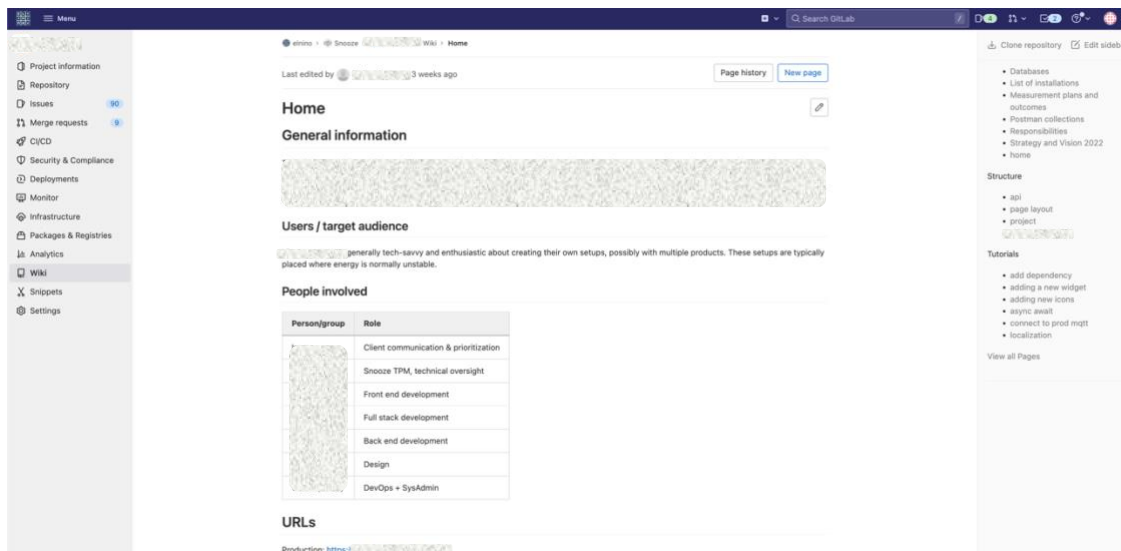 Menu
Search GitLab
/
4
2
Project information
Repository
Issues 90
Merge requests 9
CI/CD
Security & Compliance
Deployments
Monitor
Infrastructure
Packages & Registries
Analytics
Wiki
Snippets
Settings
elnino › Snooze Wiki › Home
Last edited by 3 weeks ago
Page history
New page
Home
General information
Users / target audience
generally tech-savvy and enthusiastic about creating their own setups, possibly with multiple products. These setups are typically
placed where energy is normally unstable.
People involved
Person/group Role
Client communication & prioritization
Snooze TPM, technical oversight
Front end development
Full stack development
Back end development
Design
DevOps + SysAdmin
URLs
Production: https:/
Clone repository Edit sideb
• Databases
• List of installations
• Measurement plans and
outcomes
• Postman collections
• Responsibilities
• Strategy and Vision 2022
• home
Structure
• api
• page layout
• project
Tutorials
• add dependency
• adding a new widget
• adding new icons
• async await
• connect to prod mqtt
• localization
View all Pages